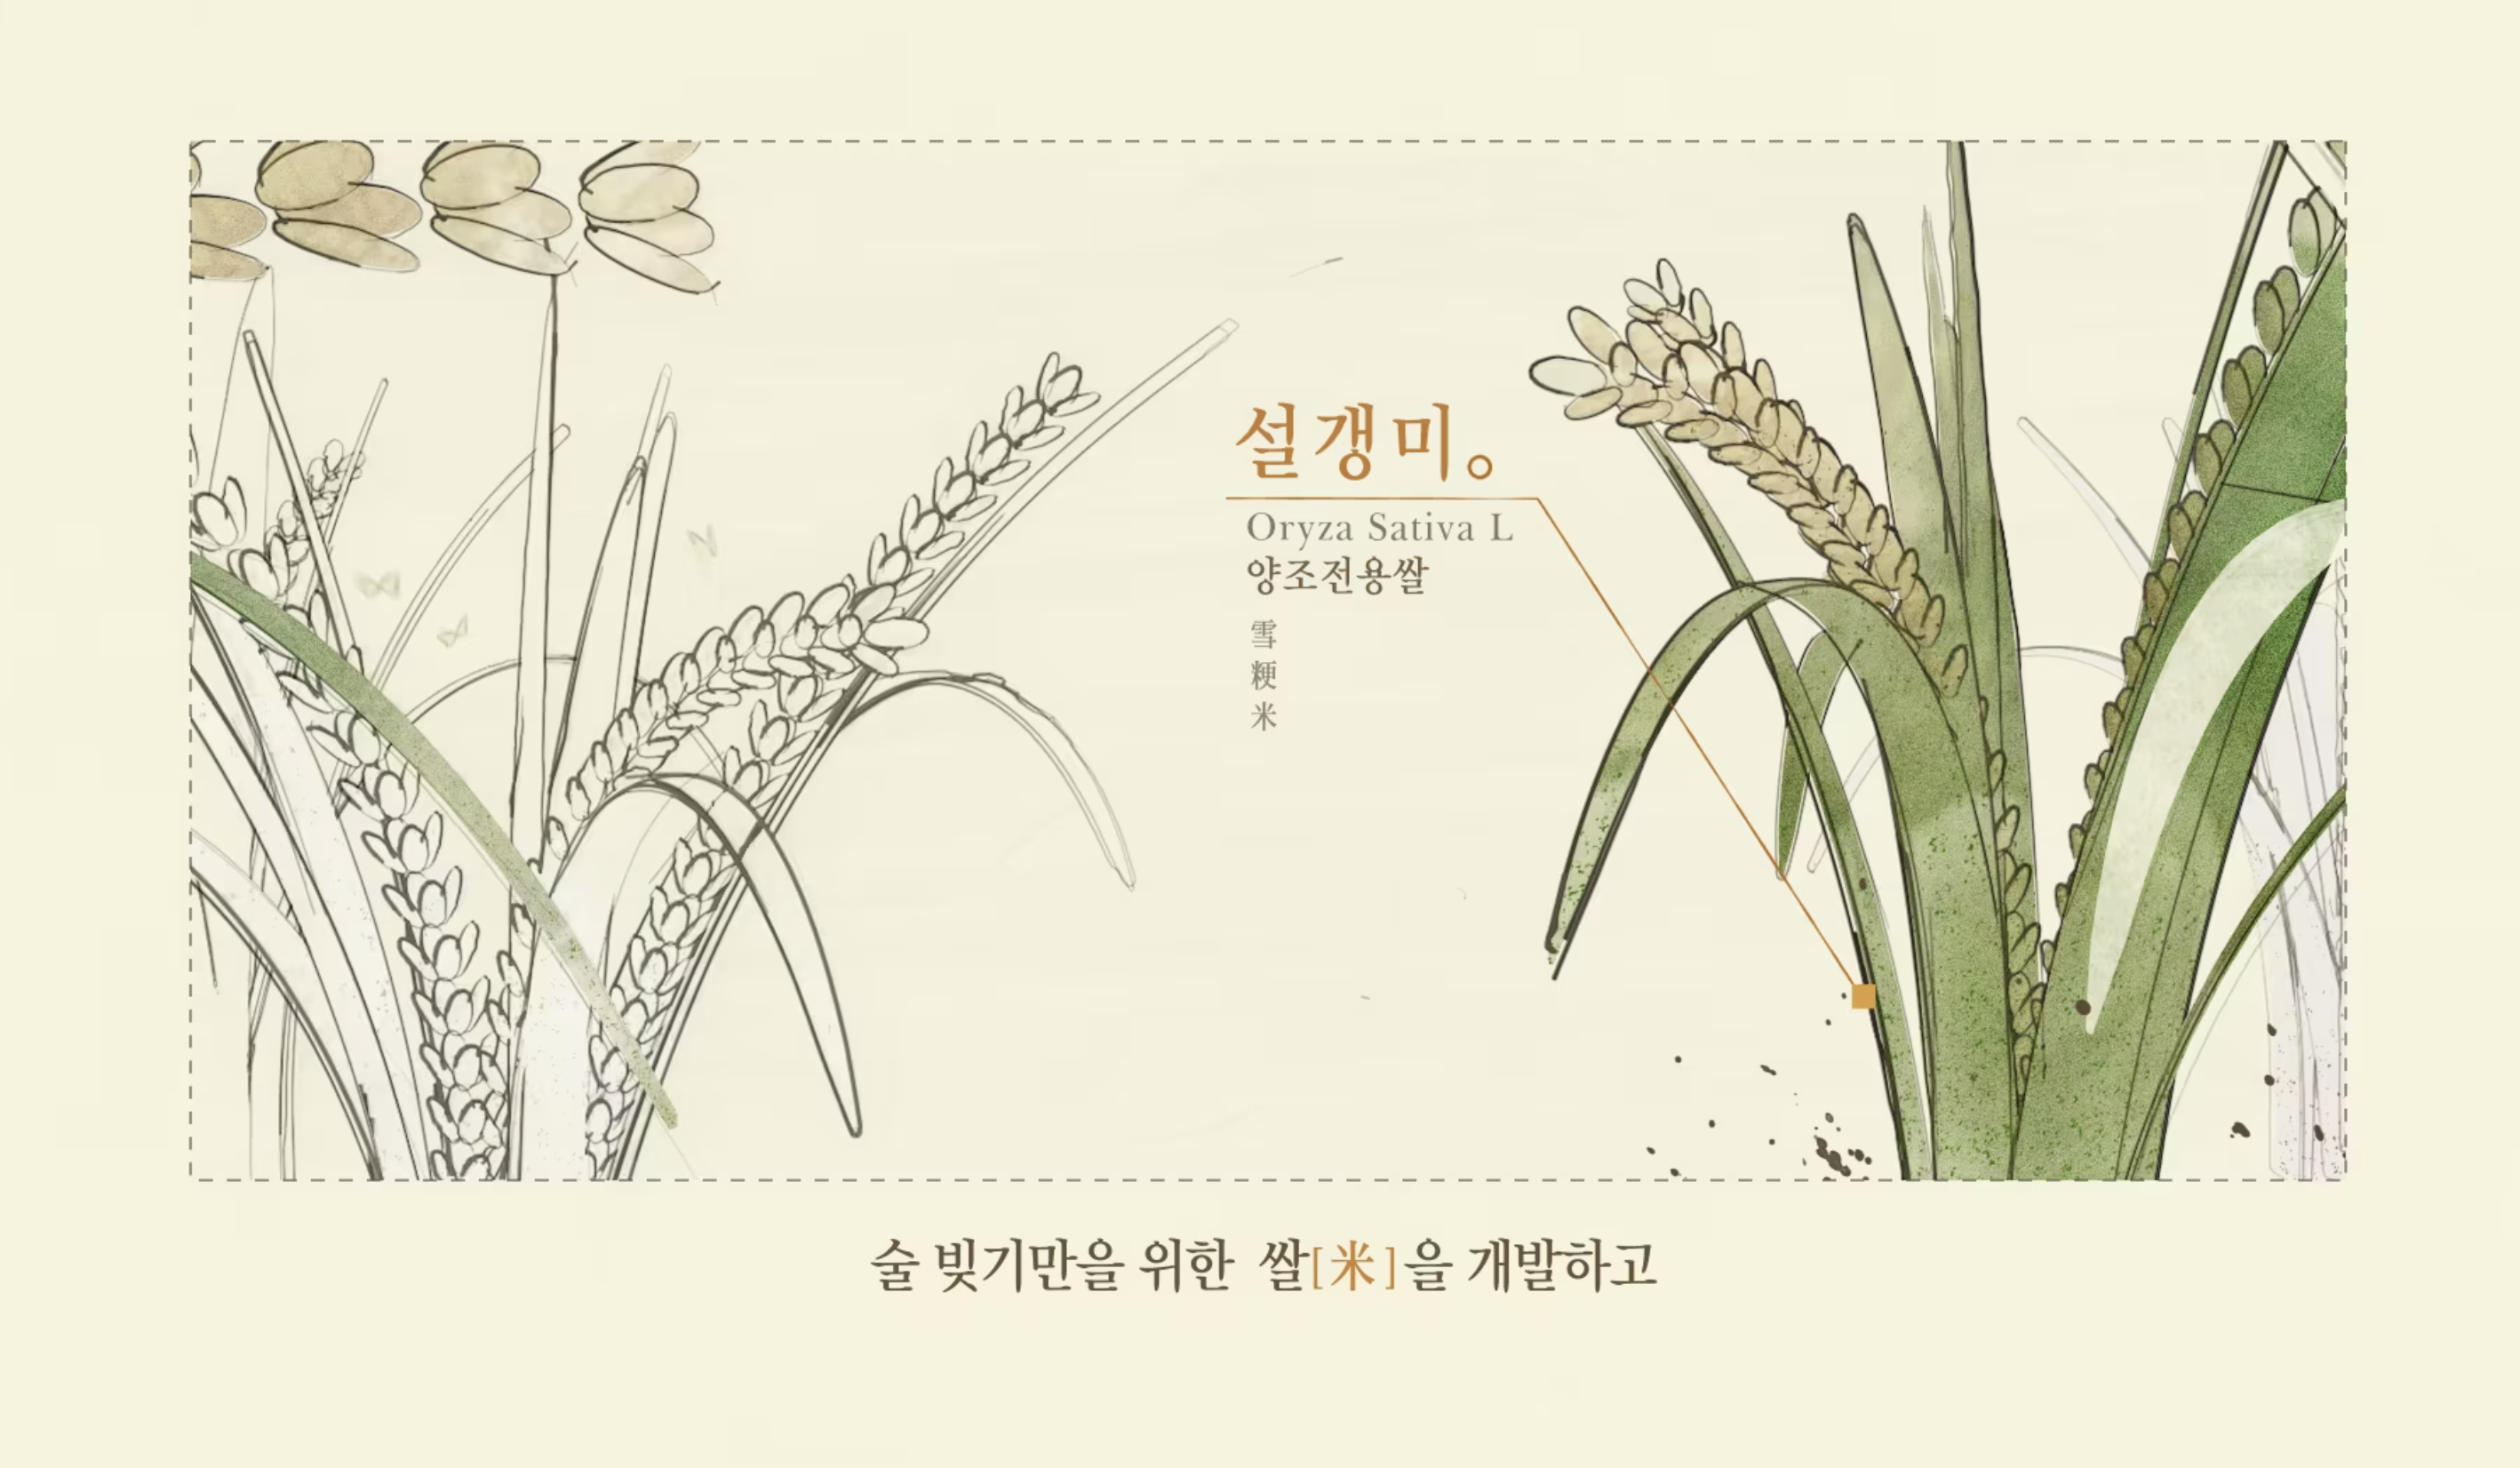 설갱미。
Oryza Sativa L
양조전용쌀
雪粳米
술 빚기만을 위한 쌀[米]을 개발하고